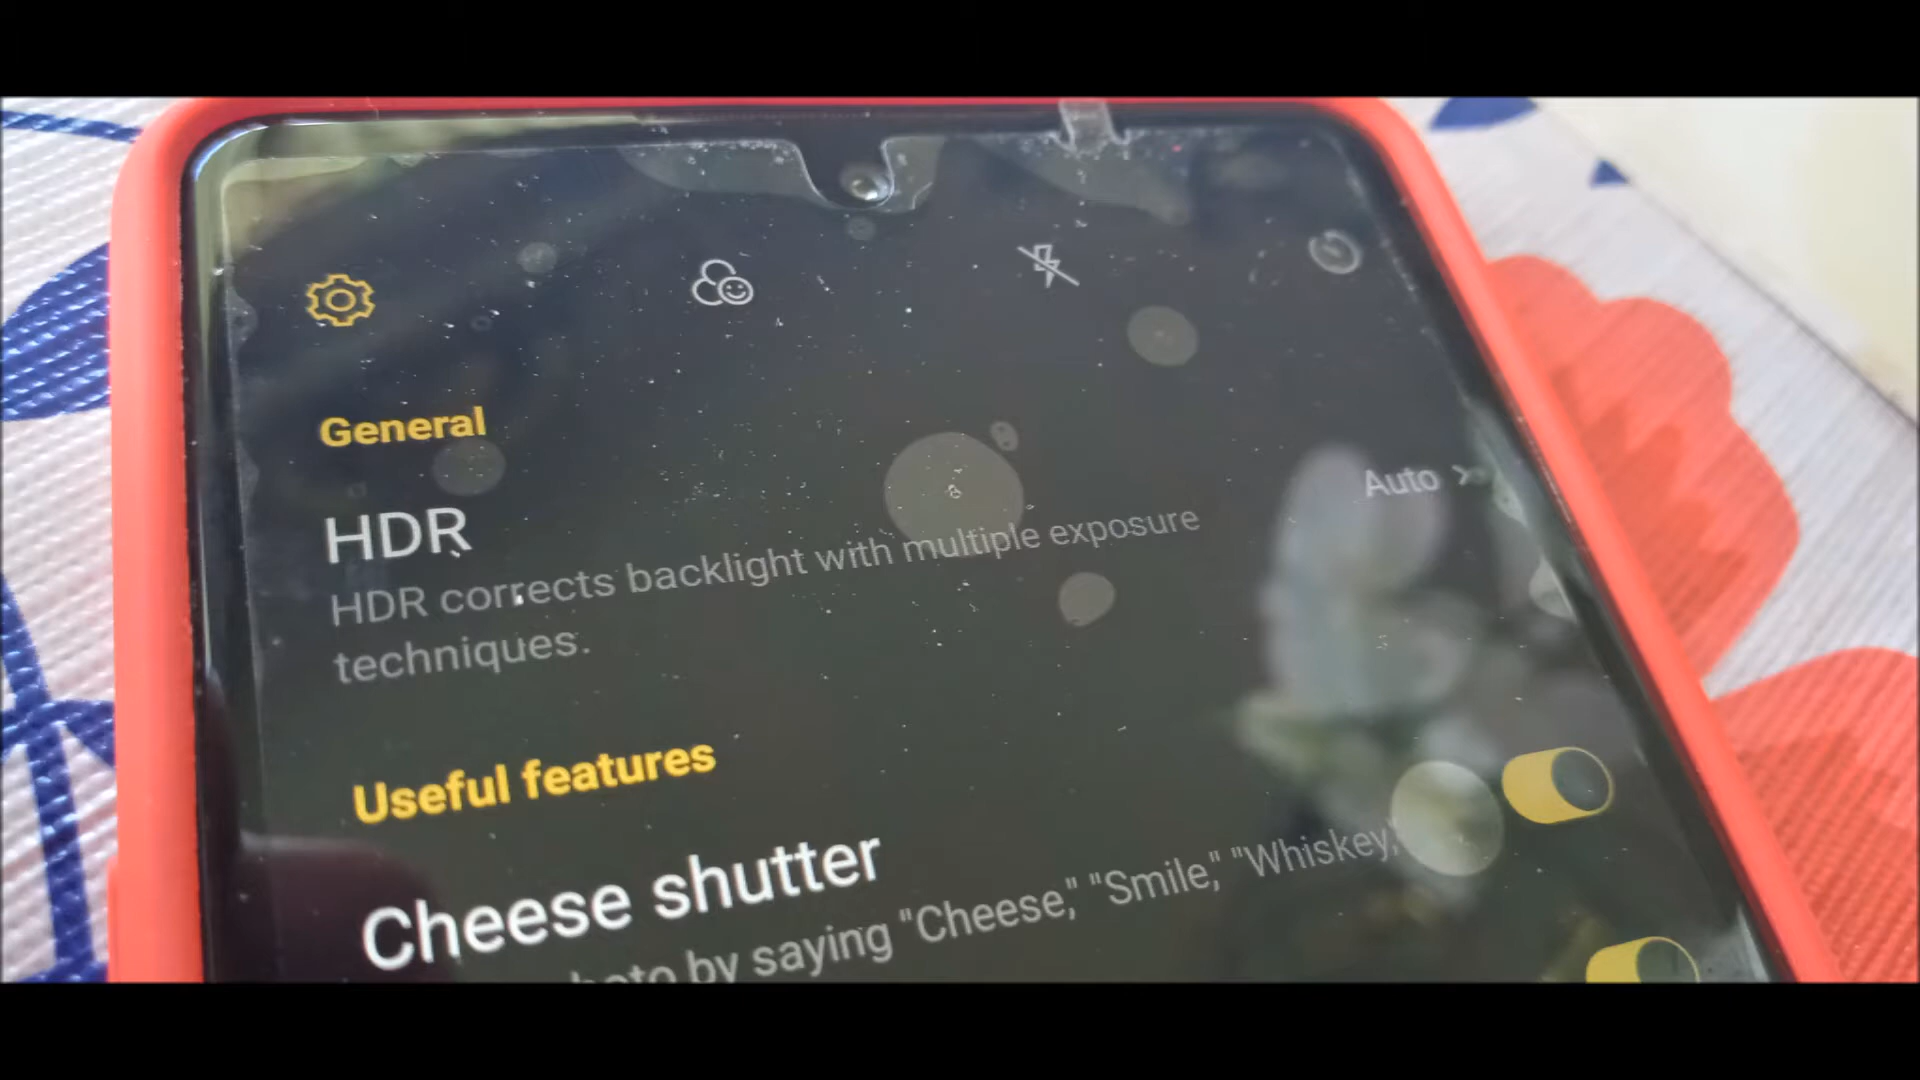 General
HDR
Auto
HDR corrects backlight with multiple exposure
techniques.
Useful features
Cheese shutter
by saying "Cheese," "Smile," "Whiskey,"